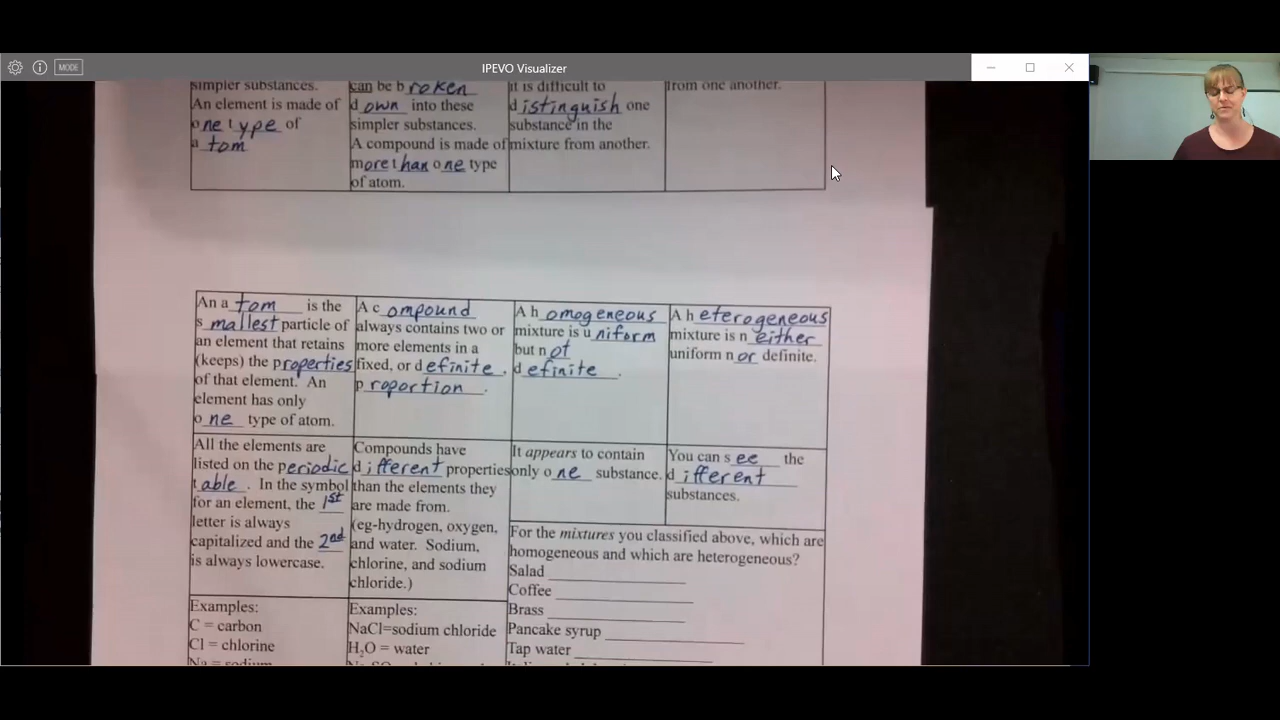 IPEVO Visualizer
MODE
simpler substances.
An element is made of
one type of
atom
can be broken
down into these
simpler substances.
A compound is made of
more than one type
of atom.
it is difficult to
distinguish one
substance in the
mixture from another.
from one another.
An atom is the
smallest particle of
an element that retains
(keeps) the properties
of that element. An
element has only
one type of atom.
A compound
always contains two or
more elements in a
fixed, or definite,
proportion.
A homogeneous
mixture is uniform
but not
definite.
A heterogeneous
mixture is neither
uniform nor definite.
All the elements are
listed on the periodic
table. In the symbol
for an element, the 1st
letter is always
capitalized and the 2nd
is always lowercase.
Compounds have
different properties
than the elements they
are made from.
(eg-hydrogen, oxygen,
and water. Sodium,
chlorine, and sodium
chloride.)
It appears to contain
only one substance.
You can see the
different
substances.
For the mixtures you classified above, which are
homogeneous and which are heterogeneous?
Salad
Coffee
Brass
Pancake syrup
Tap water
Examples:
C = carbon
Cl = chlorine
Na = sodium
Examples:
NaCl=sodium chloride
H₂O = water